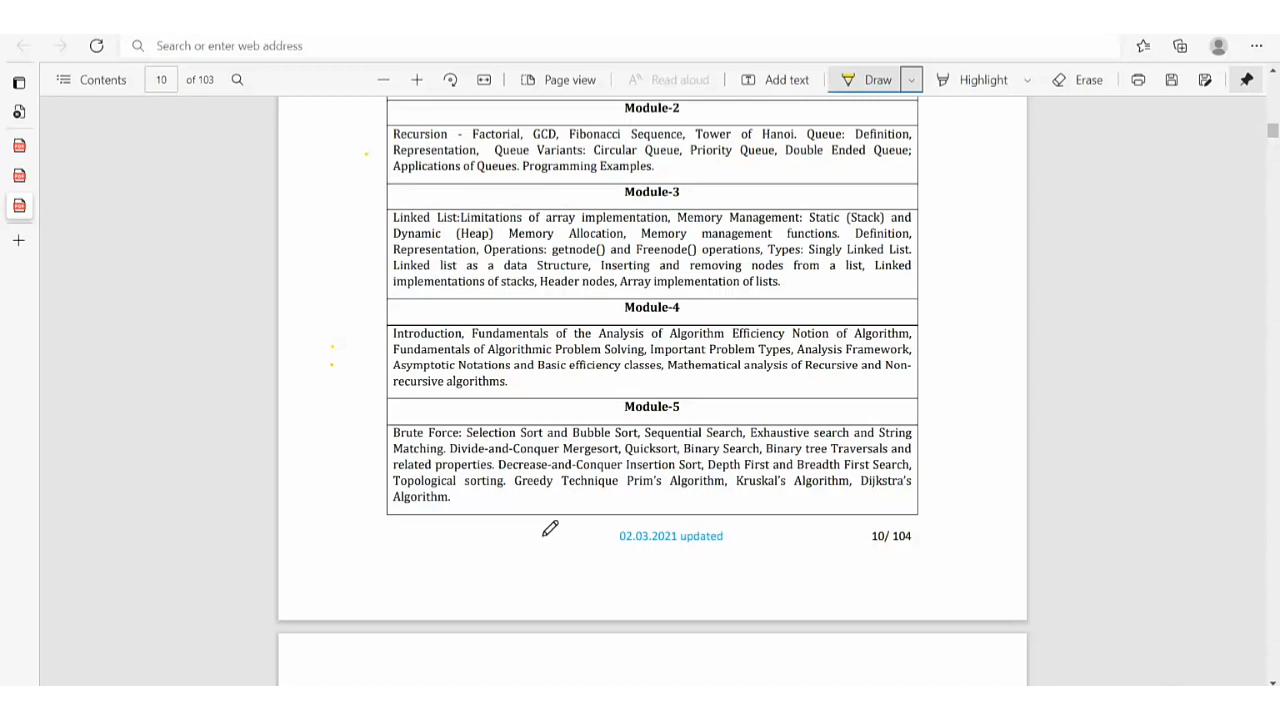 Search or enter web address
Contents 10 of 103 Page view Read aloud Add text Draw Highlight Erase
Module-2
Recursion - Factorial, GCD, Fibonacci Sequence, Tower of Hanoi. Queue: Definition,
Representation, Queue Variants: Circular Queue, Priority Queue, Double Ended Queue;
Applications of Queues. Programming Examples.
Module-3
Linked List:Limitations of array implementation, Memory Management: Static (Stack) and
Dynamic (Heap) Memory Allocation, Memory management functions. Definition,
Representation, Operations: getnode() and Freenode() operations, Types: Singly Linked List.
Linked list as a data Structure, Inserting and removing nodes from a list, Linked
implementations of stacks, Header nodes, Array implementation of lists.
Module-4
Introduction, Fundamentals of the Analysis of Algorithm Efficiency Notion of Algorithm,
Fundamentals of Algorithmic Problem Solving, Important Problem Types, Analysis Framework,
Asymptotic Notations and Basic efficiency classes, Mathematical analysis of Recursive and Non-
recursive algorithms.
Module-5
Brute Force: Selection Sort and Bubble Sort, Sequential Search, Exhaustive search and String
Matching. Divide-and-Conquer Mergesort, Quicksort, Binary Search, Binary tree Traversals and
related properties. Decrease-and-Conquer Insertion Sort, Depth First and Breadth First Search,
Topological sorting. Greedy Technique Prim's Algorithm, Kruskal's Algorithm, Dijkstra's
Algorithm.
02.03.2021 updated 10/ 104